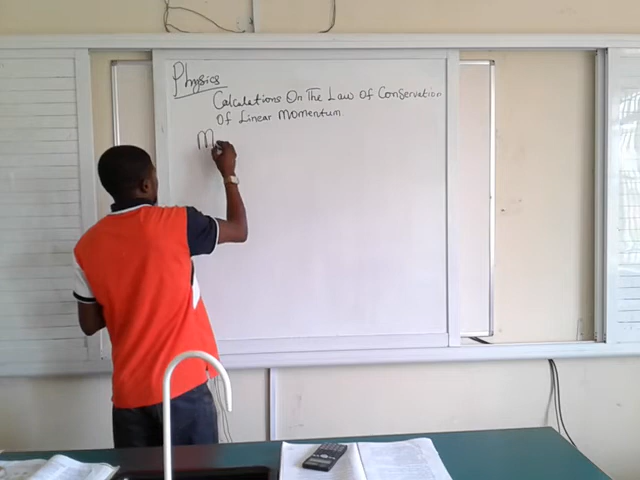 Physics
Calculations On The Law of Conservation
Of Linear Momentum
M